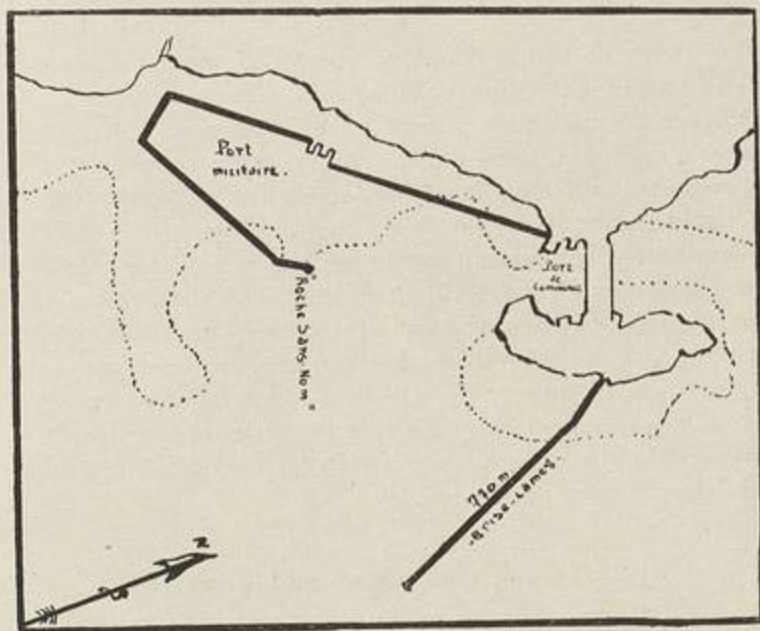 Port
militaire.
Port
de
Commerce
"Roche Sans Nom"
770 m
"Brise-Lames"
N